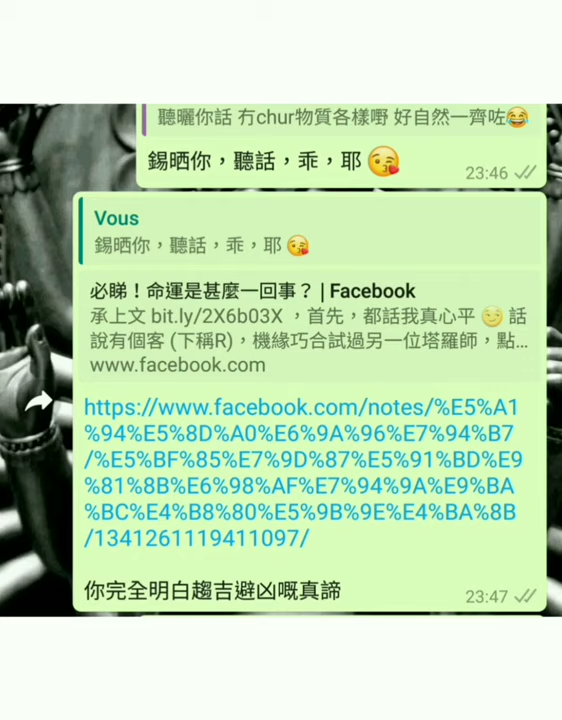 聽曬你話 冇chur物質各樣嘢 好自然一齊咗😂
錫晒你，聽話，乖，耶 😘
23:46
Vous
錫晒你，聽話，乖，耶 😘
必睇！命運是甚麼一回事？ | Facebook
承上文 bit.ly/2X6b03X ，首先，都話我真心平 😏 話
說有個客 (下稱R)，機緣巧合試過另一位塔羅師，點...
www.facebook.com
https://www.facebook.com/notes/%E5%A1
%94%E5%8D%A0%E6%9A%96%E7%94%B7
/%E5%BF%85%E7%9D%87%E5%91%BD%E9
%81%8B%E6%98%AF%E7%94%9A%E9%BA
%BC%E4%B8%80%E5%9B%9E%E4%BA%8B
/1341261119411097/
你完全明白趨吉避凶嘅真諦
23:47